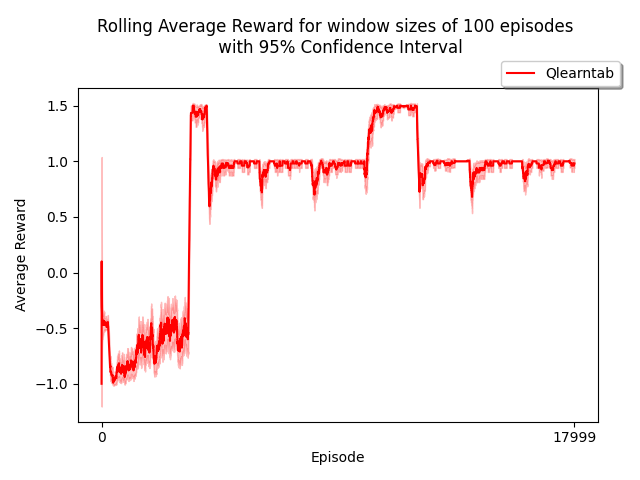 Rolling Average Reward for window sizes of 100 episodes
with 95% Confidence Interval
Qlearntab
1.5
1.0
0.5
0.0
−0.5
−1.0
Average Reward
0
17999
Episode